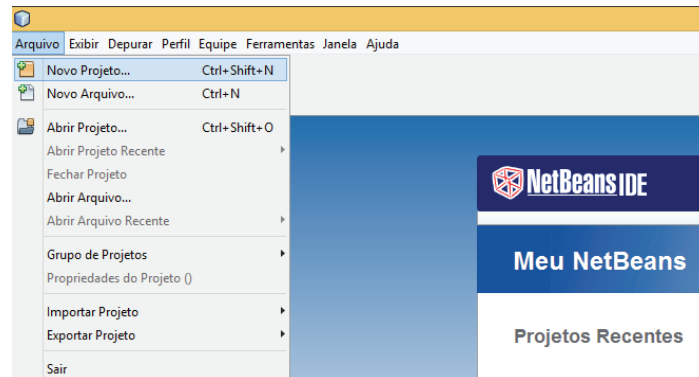 Arquivo Exibir Depurar Perfil Equipe Ferramentas Janela Ajuda
Novo Projeto... Ctrl+Shift+N
Novo Arquivo... Ctrl+N
Abrir Projeto... Ctrl+Shift+O
Abrir Projeto Recente
Fechar Projeto
Abrir Arquivo...
Abrir Arquivo Recente
Grupo de Projetos
Propriedades do Projeto ()
Importar Projeto
Exportar Projeto
Sair
NetBeans IDE
Meu NetBeans
Projetos Recentes